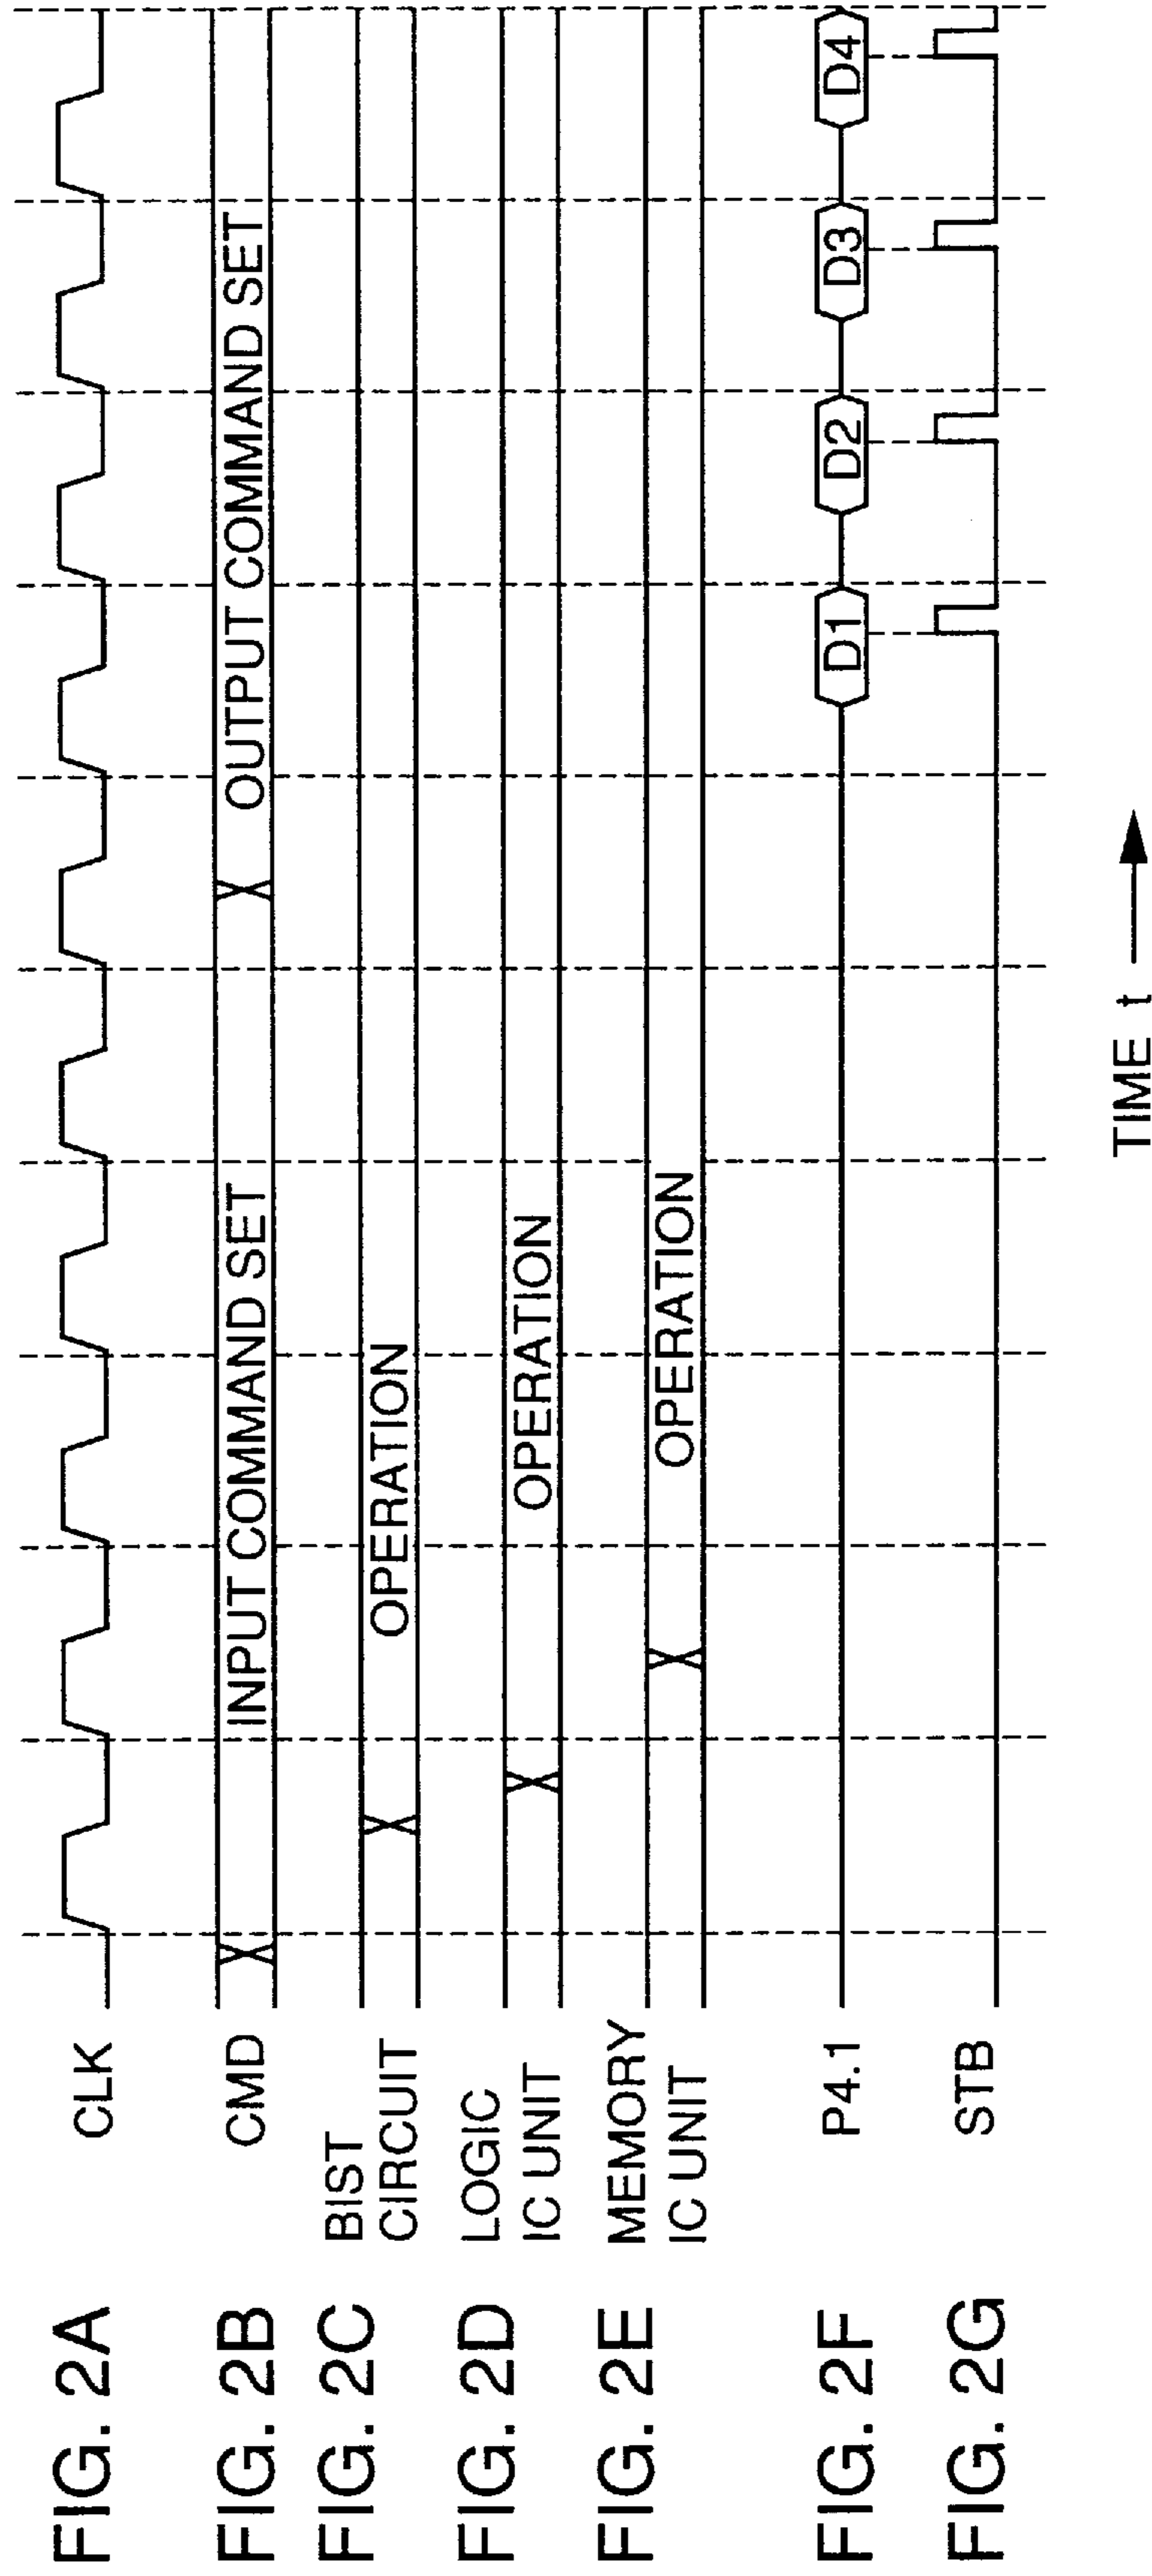 FIG. 2A CLK
FIG. 2B CMD INPUT COMMAND SET OUTPUT COMMAND SET
FIG. 2C BIST
CIRCUIT OPERATION
FIG. 2D LOGIC
IC UNIT OPERATION
FIG. 2E MEMORY
IC UNIT OPERATION
FIG. 2F P4.1 D1 D2 D3 D4
FIG. 2G STB
TIME t